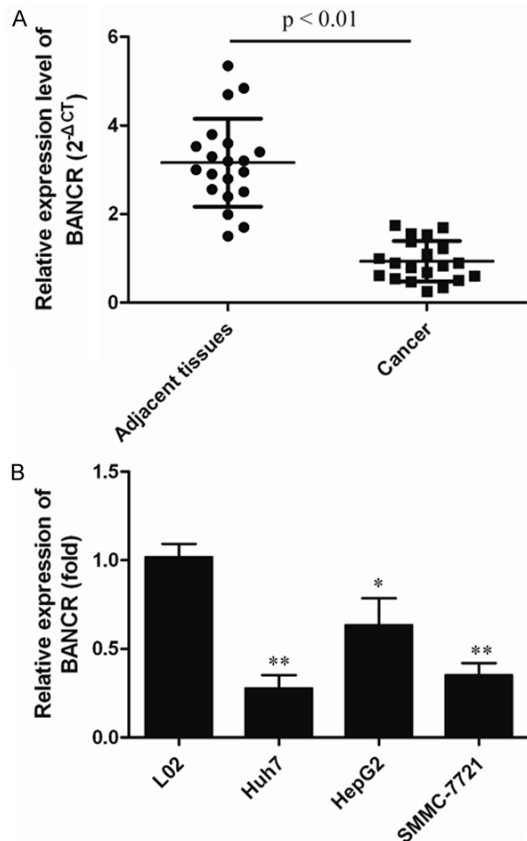 A
p < 0.01
Relative expression level of
BANCR (2-ΔCT)
6
4
2
0
Adjacent tissues
Cancer
B
Relative expression of
BANCR (fold)
1.5
1.0
0.5
0.0
**
*
**
L02
Huh7
HepG2
SMMC-7721